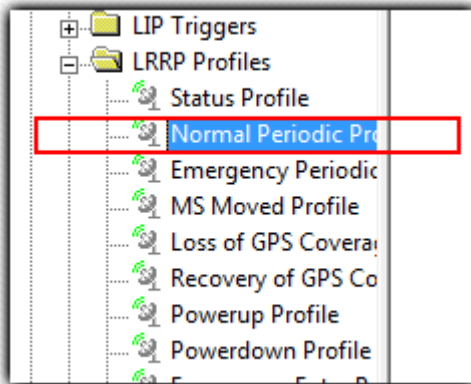 LIP Triggers
LRRP Profiles
Status Profile
Normal Periodic Pro
Emergency Periodic
MS Moved Profile
Loss of GPS Covera
Recovery of GPS Co
Powerup Profile
Powerdown Profile